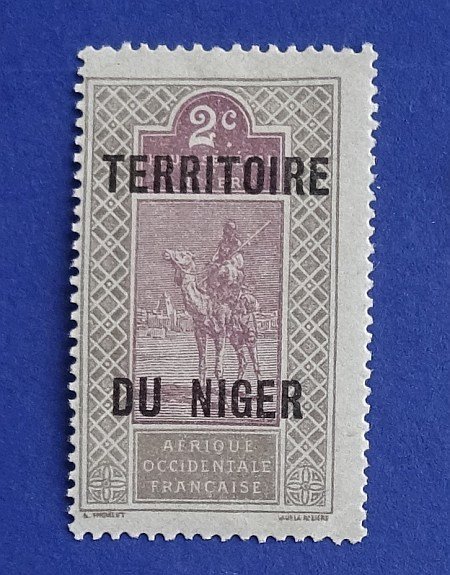 2c
TERRITOIRE
DU NIGER
AFRIQUE
OCCIDENTALE
FRANÇAISE